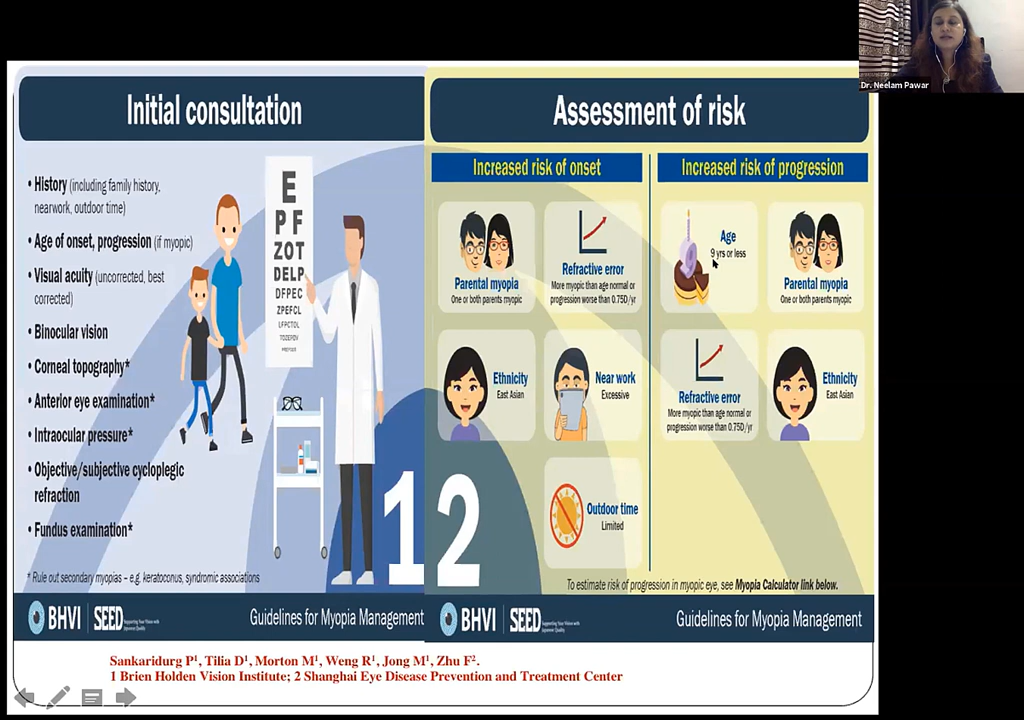 Dr. Neelam Pawar
Initial consultation
• History (including family history,
nearwork, outdoor time)
• Age of onset, progression (if myopic)
• Visual acuity (uncorrected, best
corrected)
• Binocular vision
• Corneal topography*
• Anterior eye examination*
• Intraocular pressure*
• Objective/subjective cycloplegic
refraction
• Fundus examination*
* Rule out secondary myopias – e.g. keratoconus, syndromic associations
E
P F
ZOT
DELP
DFPEC
ZPEFCL
1
BHVI SEED
Guidelines for Myopia Management
Assessment of risk
Increased risk of onset
Parental myopia
One or both parents myopic
Refractive error
More myopic than age normal or
progression worse than 0.75D/yr
Ethnicity
East Asian
Near work
Excessive
Outdoor time
Limited
Increased risk of progression
Age
9 yrs or less
Parental myopia
One or both parents myopic
Refractive error
More myopic than age normal or
progression worse than 0.75D/yr
Ethnicity
East Asian
2
To estimate risk of progression in myopic eye, see Myopia Calculator link below.
BHVI SEED
Guidelines for Myopia Management
Sankaridurg P¹, Tilia D¹, Morton M¹, Weng R¹, Jong M¹, Zhu F².
1 Brien Holden Vision Institute; 2 Shanghai Eye Disease Prevention and Treatment Center